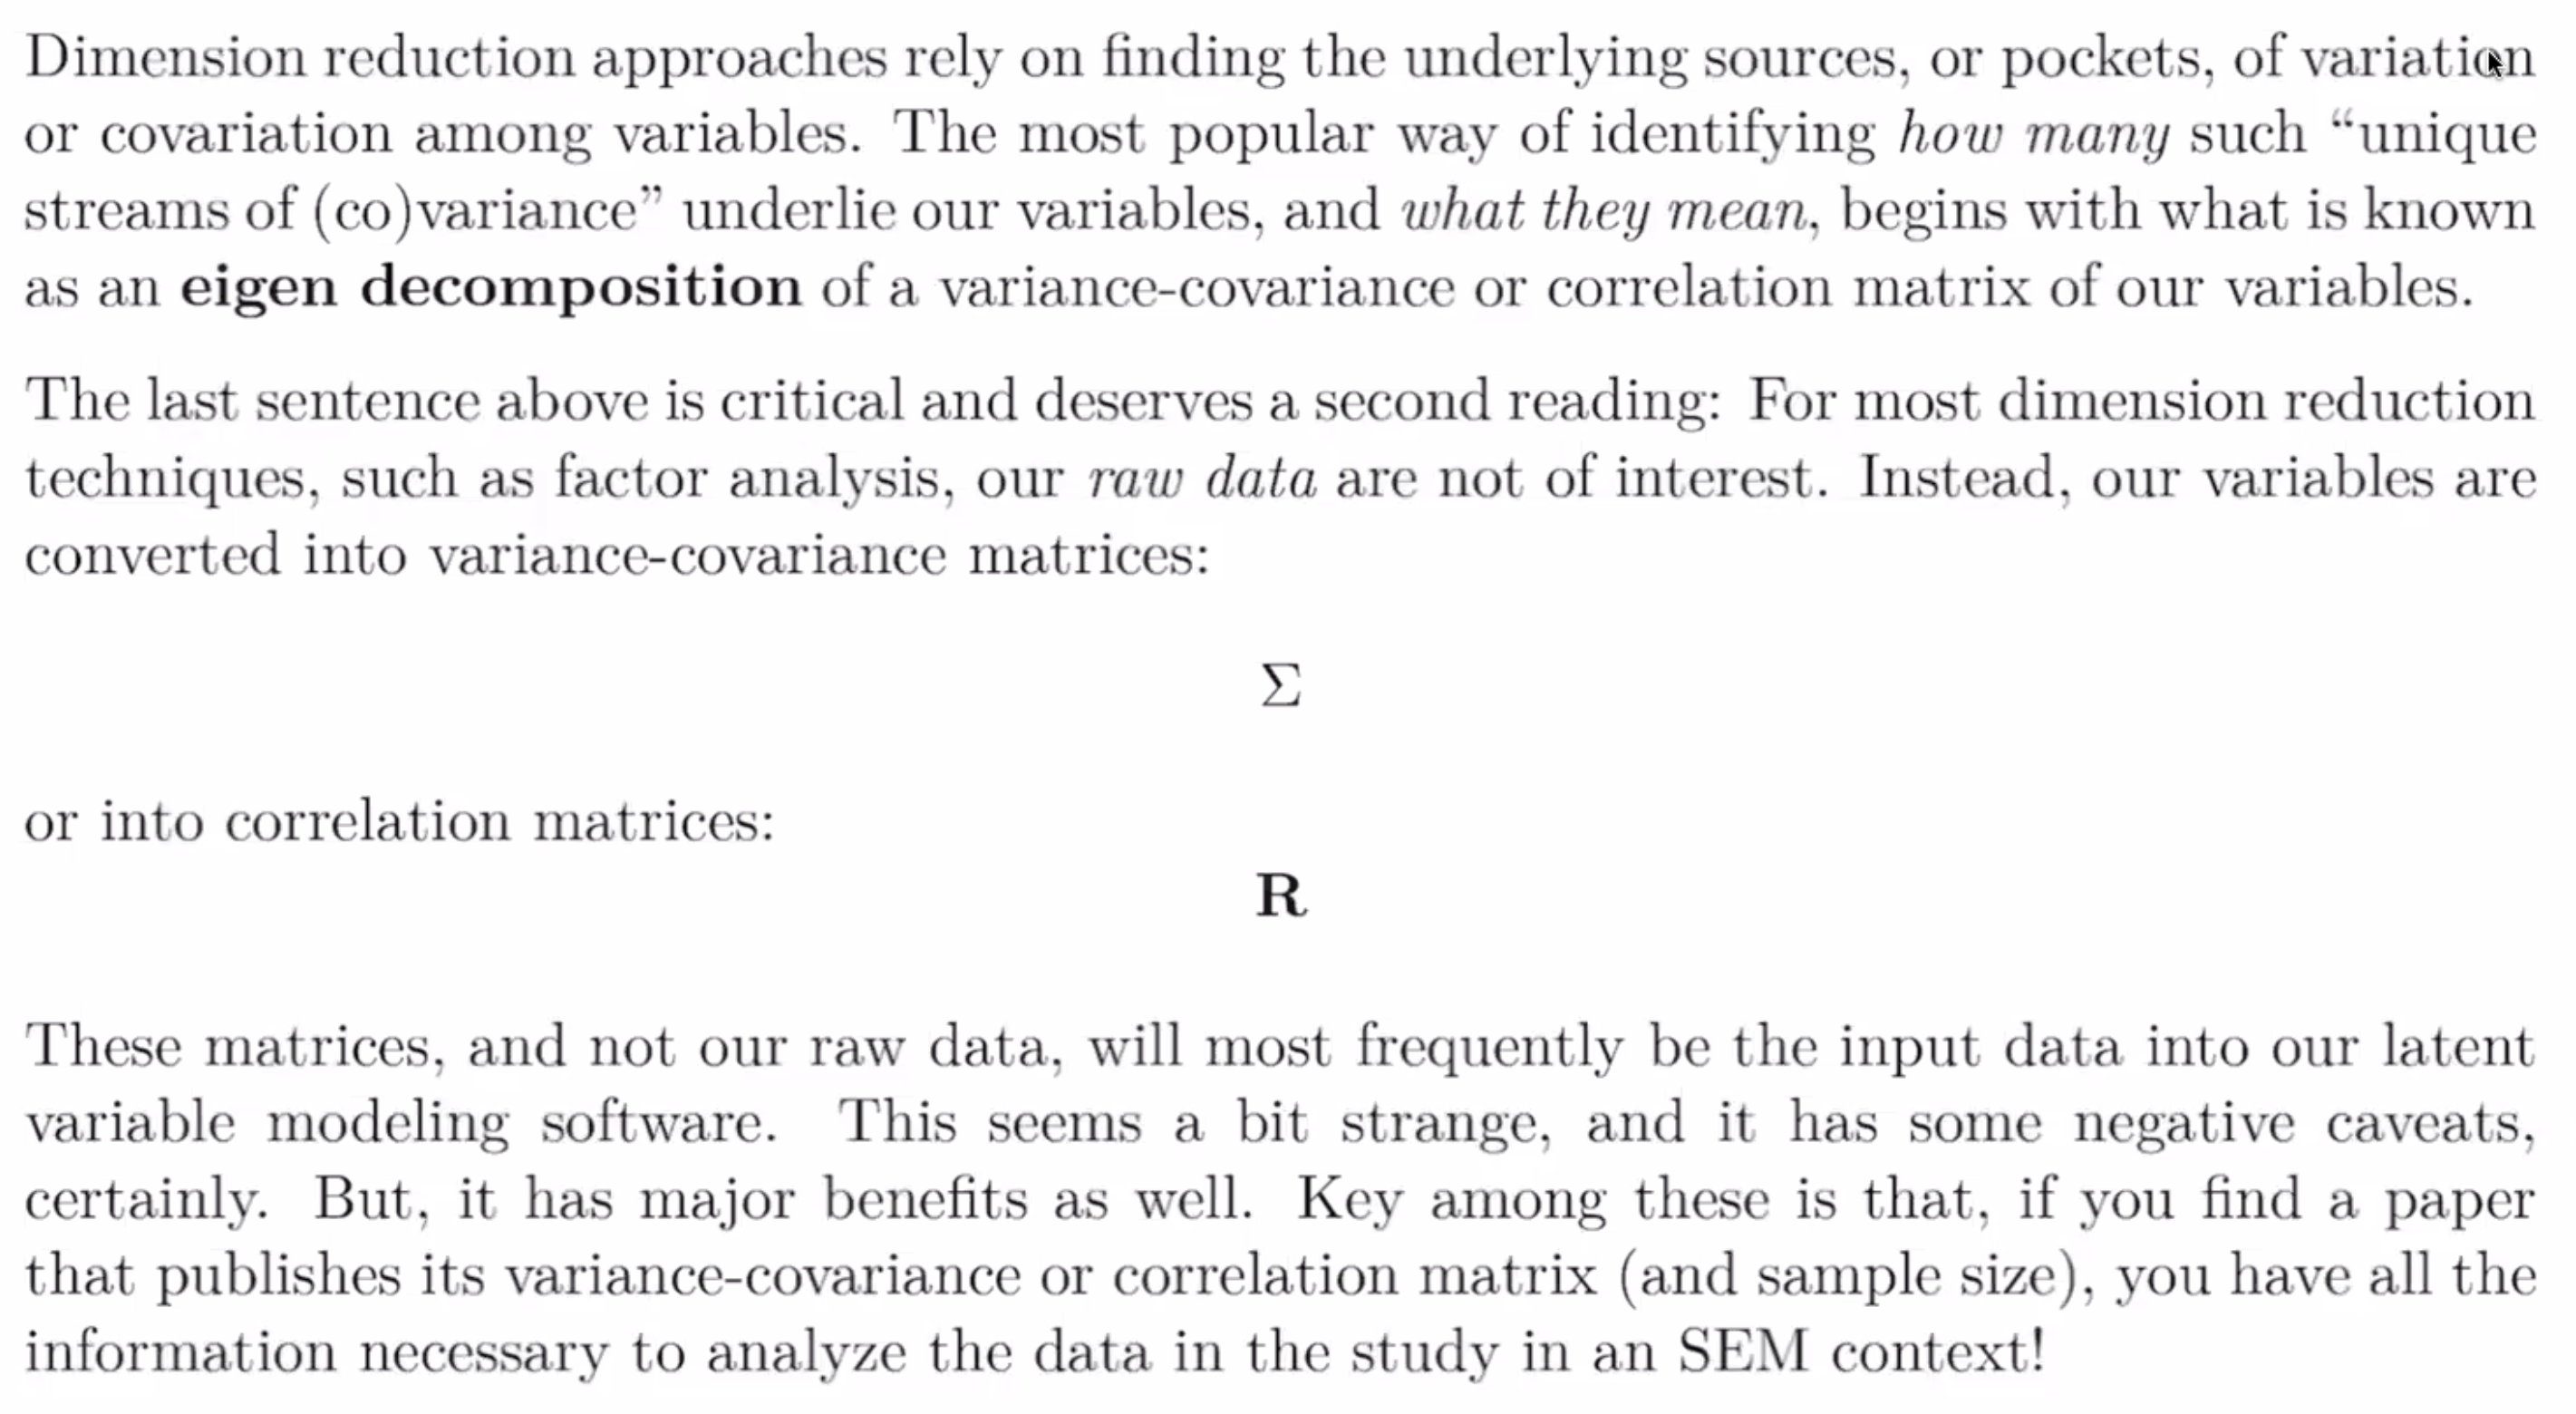 Dimension reduction approaches rely on finding the underlying sources, or pockets, of variation
or covariation among variables. The most popular way of identifying how many such “unique
streams of (co)variance” underlie our variables, and what they mean, begins with what is known
as an eigen decomposition of a variance-covariance or correlation matrix of our variables.
The last sentence above is critical and deserves a second reading: For most dimension reduction
techniques, such as factor analysis, our raw data are not of interest. Instead, our variables are
converted into variance-covariance matrices:
Σ
or into correlation matrices:
R
These matrices, and not our raw data, will most frequently be the input data into our latent
variable modeling software. This seems a bit strange, and it has some negative caveats,
certainly. But, it has major benefits as well. Key among these is that, if you find a paper
that publishes its variance-covariance or correlation matrix (and sample size), you have all the
information necessary to analyze the data in the study in an SEM context!